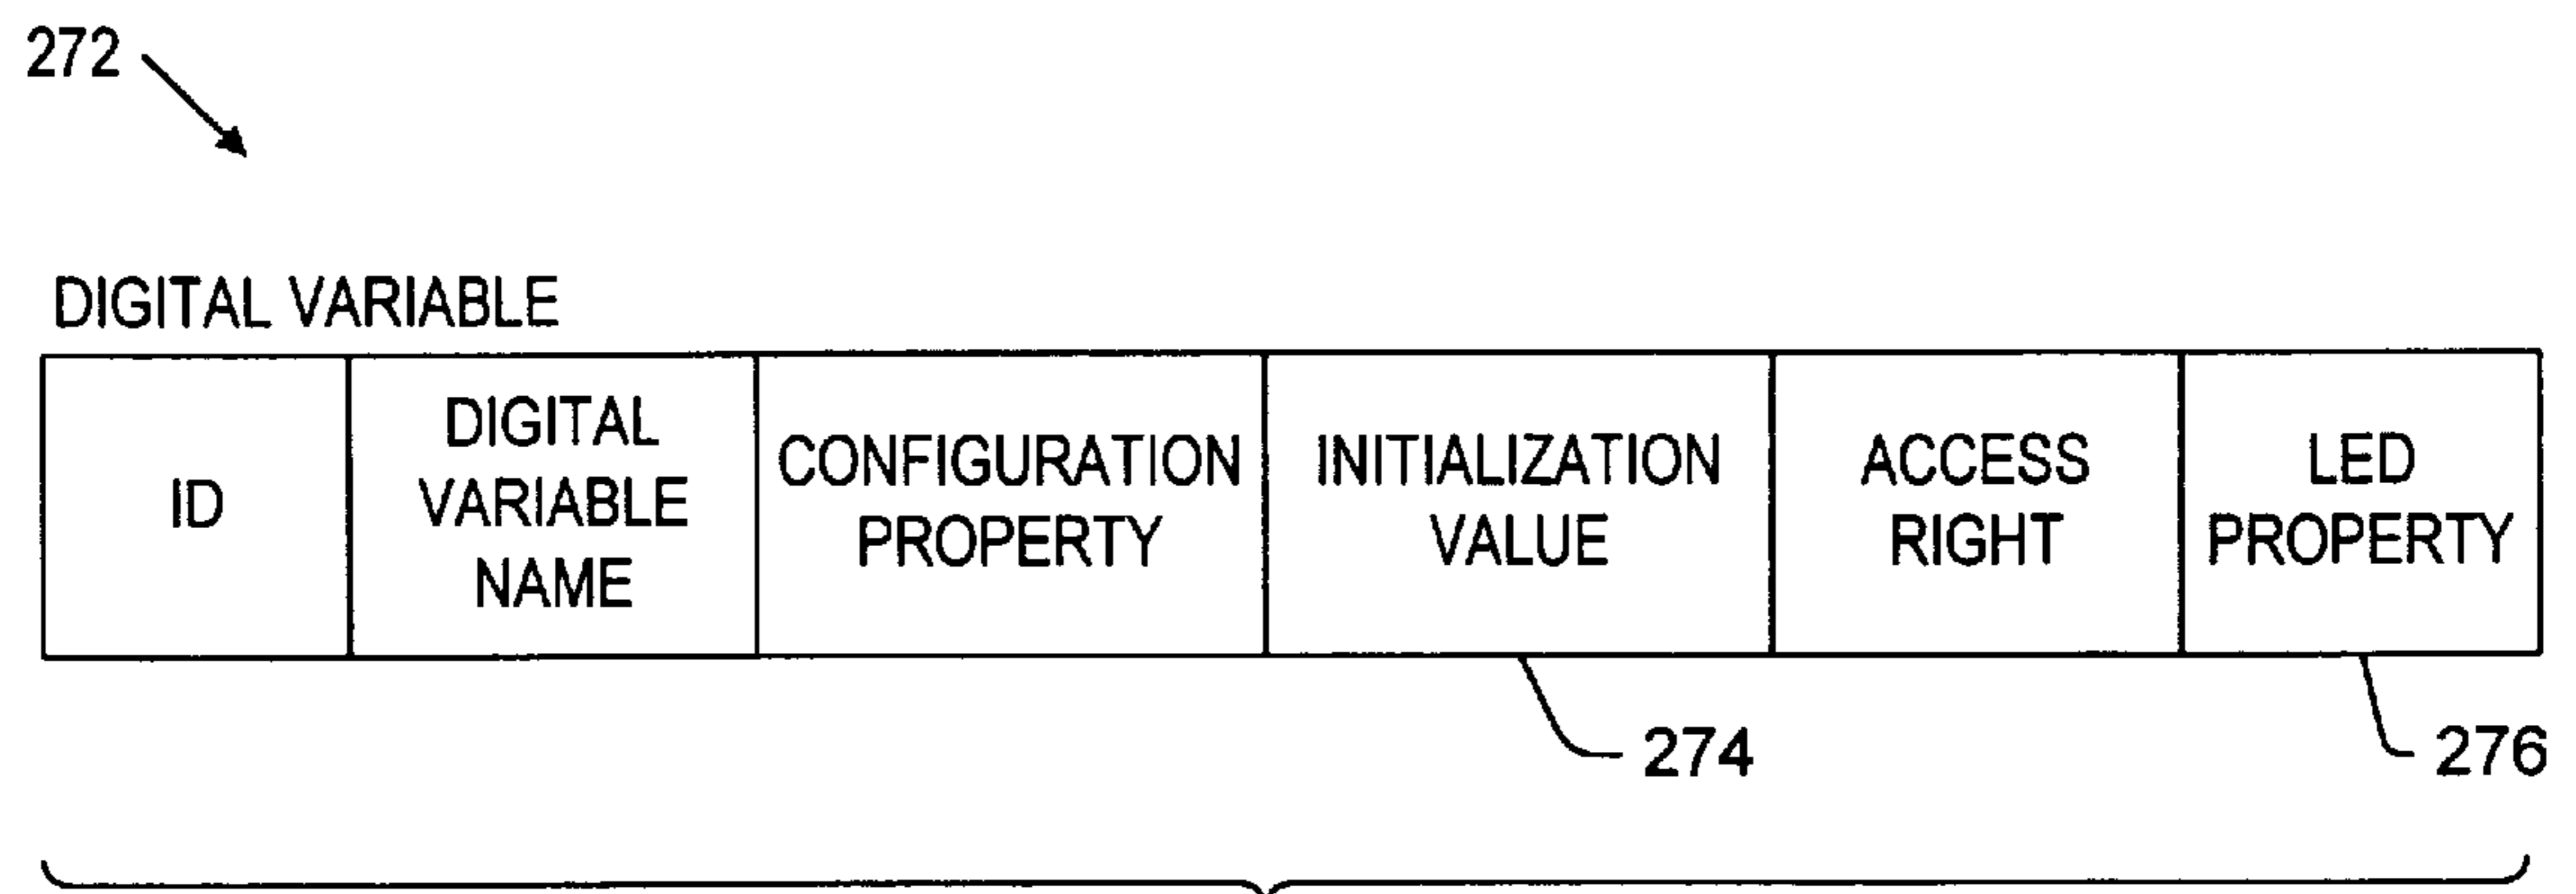 272
DIGITAL VARIABLE
ID
DIGITAL
VARIABLE
NAME
CONFIGURATION
PROPERTY
INITIALIZATION
VALUE
ACCESS
RIGHT
LED
PROPERTY
274
276